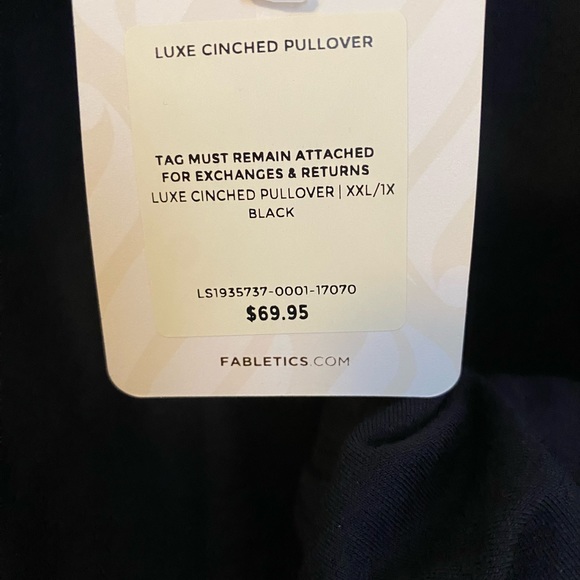 LUXE CINCHED PULLOVER
TAG MUST REMAIN ATTACHED
FOR EXCHANGES & RETURNS
LUXE CINCHED PULLOVER | XXL/1X
BLACK
LS1935737-0001-17070
$69.95
FABLETICS.COM